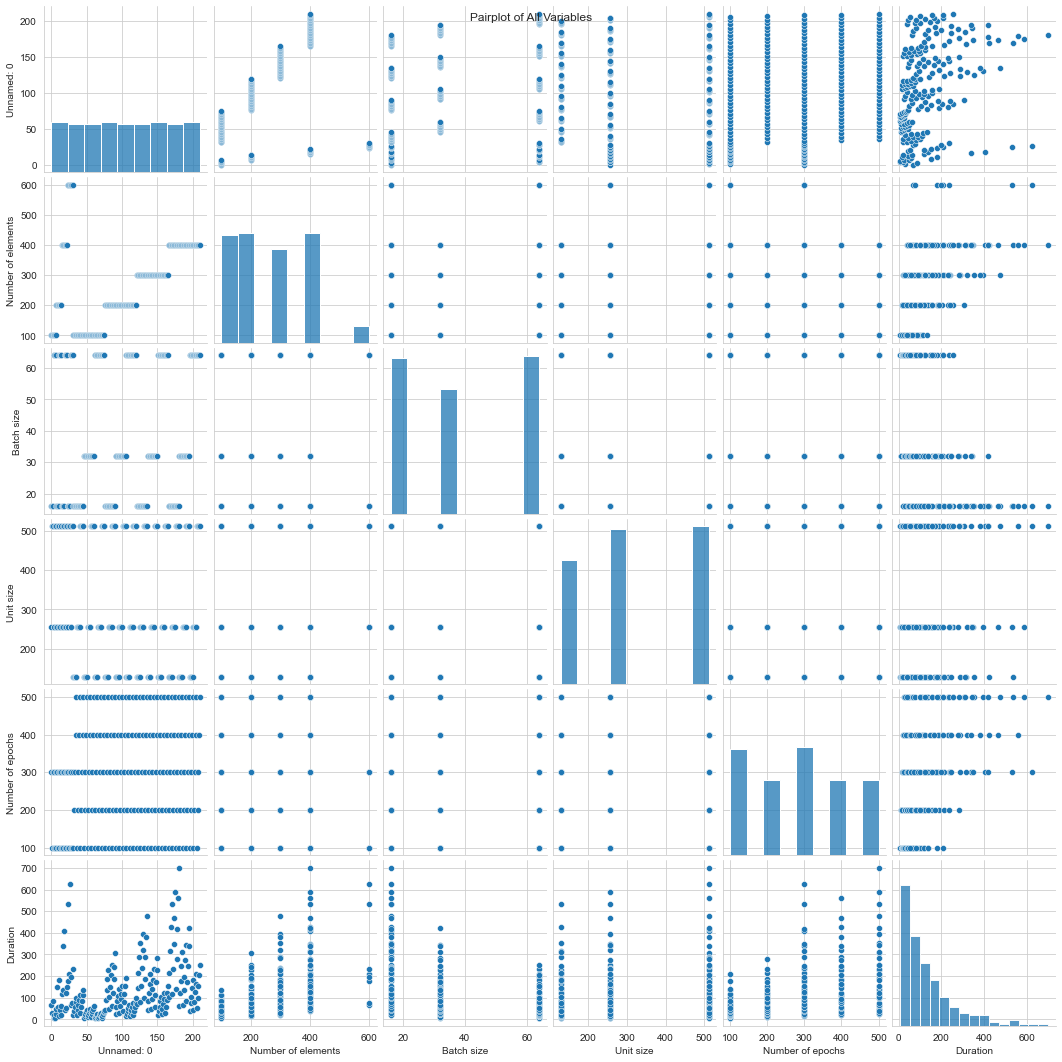 Pairplot of All Variables
200
150
100
50
0
Unnamed: 0
600
500
400
300
200
100
Number of elements
60
50
40
30
20
Batch size
500
400
300
200
Unit size
500
400
300
200
100
Number of epochs
700
600
500
400
300
200
100
0
Duration
0 50 100 150 200
Unnamed: 0
200 400 600
Number of elements
20 40 60
Batch size
200 300 400 500
Unit size
100 200 300 400 500
Number of epochs
0 200 400 600
Duration